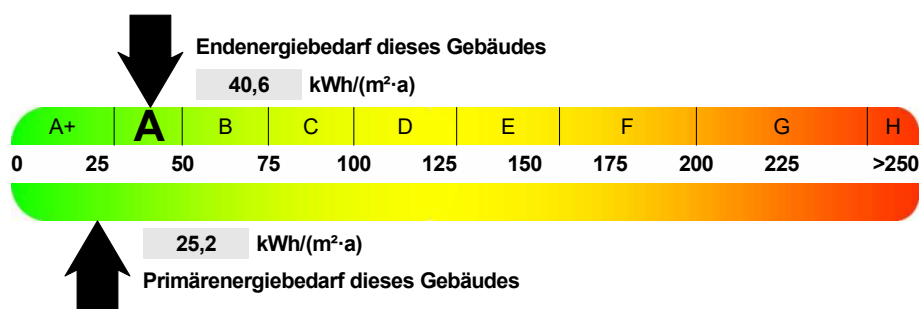 Endenergiebedarf dieses Gebäudes
40,6 kWh/(m²·a)
A+ A B C D E F G H
0 25 50 75 100 125 150 175 200 225 >250
25,2 kWh/(m²·a)
Primärenergiebedarf dieses Gebäudes